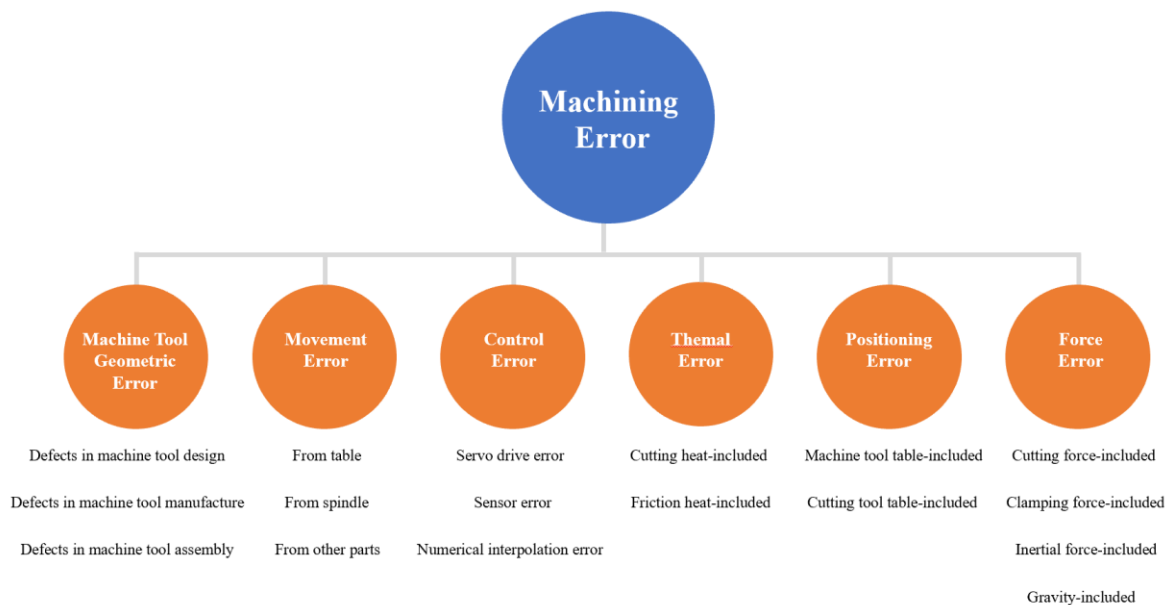 Machining
Error
Machine Tool
Geometric
Error
Movement
Error
Control
Error
Themal
Error
Positioning
Error
Force
Error
Defects in machine tool design
Defects in machine tool manufacture
Defects in machine tool assembly
From table
From spindle
From other parts
Servo drive error
Sensor error
Numerical interpolation error
Cutting heat-included
Friction heat-included
Machine tool table-included
Cutting tool table-included
Cutting force-included
Clamping force-included
Inertial force-included
Gravity-included